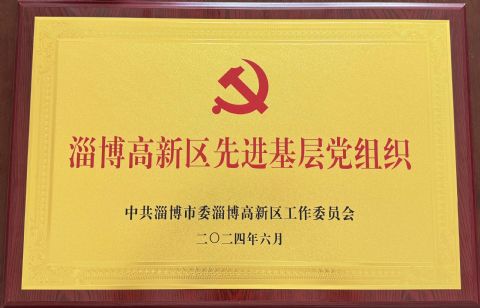 淄博高新区先进基层党组织
中共淄博市委淄博高新区工作委员会
二〇二四年六月